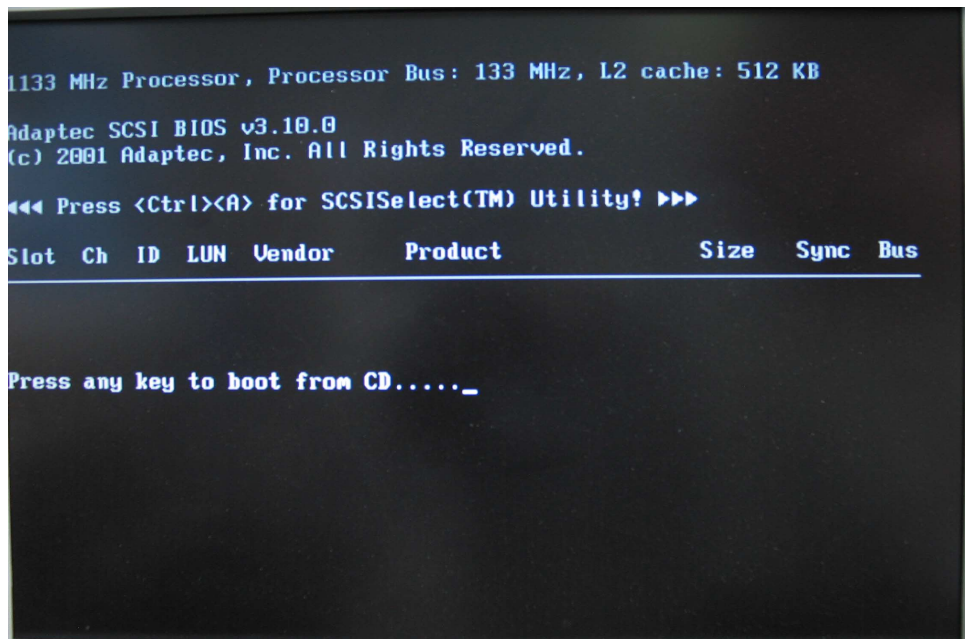 1133 MHz Processor, Processor Bus: 133 MHz, L2 cache: 512 KB
Adaptec SCSI BIOS v3.10.0
(c) 2001 Adaptec, Inc. All Rights Reserved.
◄◄◄ Press <Ctrl><A> for SCSISelect(TM) Utility! ►►►
Slot Ch ID LUN Vendor Product Size Sync Bus
Press any key to boot from CD....._